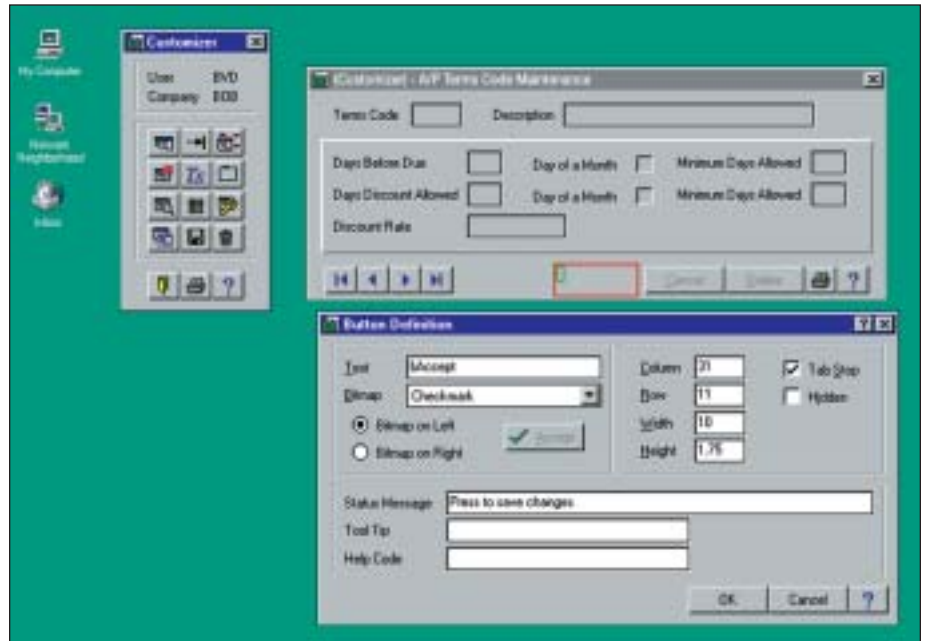 My Computer
Network
Neighborhood
Inbox
Customizer
User BVD
Company BOB
Tx
?
(Customizer) - A/P Terms Code Maintenance
Terms Code Description
Days Before Due Day of a Month Minimum Days Allowed
Days Discount Allowed Day of a Month Minimum Days Allowed
Discount Rate
Cancel Delete ?
Button Definition
Text &Accept Column 31 Tab Stop
Bitmap Checkmark Row 11 Hidden
Bitmap on Left Accept Width 10
Bitmap on Right Height 1.75
Status Message Press to save changes.
Tool Tip
Help Code
OK Cancel ?